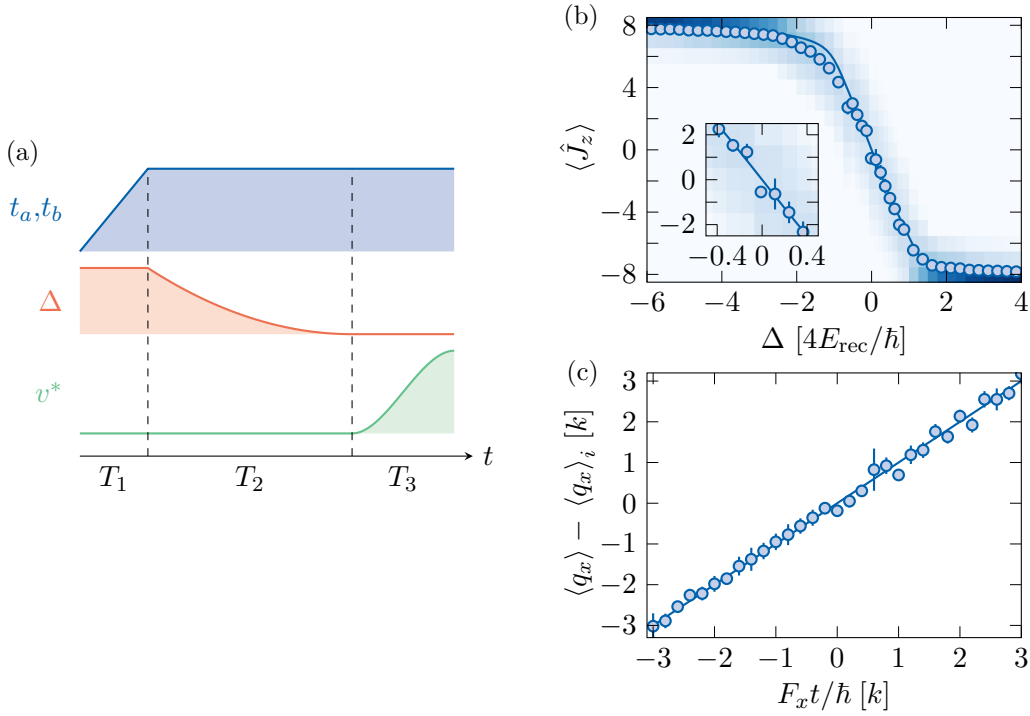 (a)
t_a,t_b
Δ
v*
t
T_1 T_2 T_3
(b)
⟨Ĵ_z⟩
8
4
0
−4
−8
2
0
−2
−0.4 0 0.4
−6 −4 −2 0 2 4
Δ [4E_rec/ℏ]
(c)
⟨q_x⟩ − ⟨q_x⟩_i [k]
3
2
1
0
−1
−2
−3
−3 −2 −1 0 1 2 3
F_x t/ℏ [k]